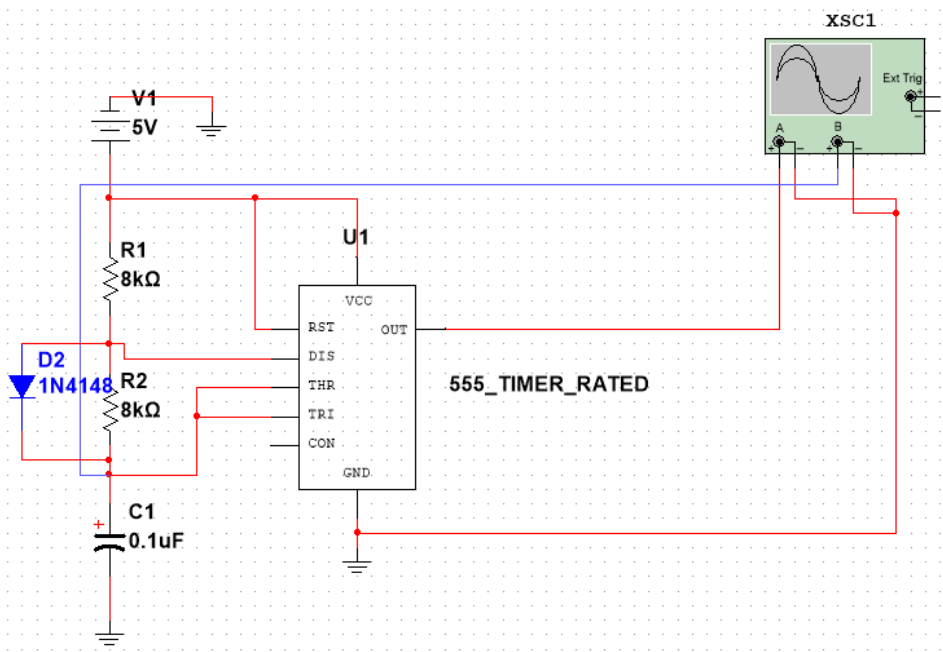 XSC1
Ext Trig
+
−
A
B
+ − + −
V1
5V
U1
R1
8kΩ
VCC
RST OUT
DIS
D2
1N4148
R2
8kΩ
THR
TRI
555_TIMER_RATED
CON
GND
C1
+
0.1uF